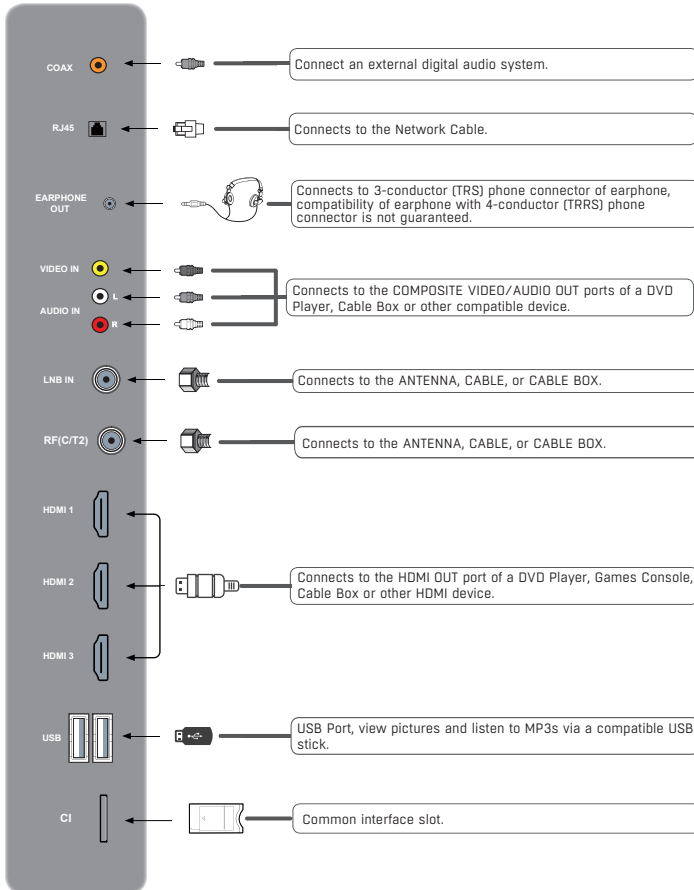 COAX
Connect an external digital audio system.
RJ45
Connects to the Network Cable.
EARPHONE
OUT
Connects to 3-conductor (TRS) phone connector of earphone,
compatibility of earphone with 4-conductor (TRRS) phone
connector is not guaranteed.
VIDEO IN
L
AUDIO IN
R
Connects to the COMPOSITE VIDEO/AUDIO OUT ports of a DVD
Player, Cable Box or other compatible device.
LNB IN
Connects to the ANTENNA, CABLE, or CABLE BOX.
RF(C/T2)
Connects to the ANTENNA, CABLE, or CABLE BOX.
HDMI 1
HDMI 2
Connects to the HDMI OUT port of a DVD Player, Games Console,
Cable Box or other HDMI device.
HDMI 3
USB
USB Port, view pictures and listen to MP3s via a compatible USB
stick.
CI
Common interface slot.